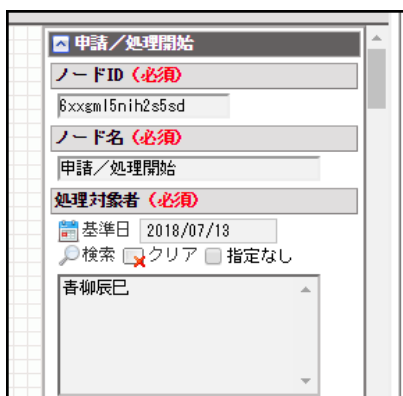 申請／処理開始
ノードID（必須）
6xxgml5nih2s5sd
ノード名（必須）
申請／処理開始
処理対象者（必須）
基準日 2018/07/13
検索 クリア 指定なし
青柳辰巳